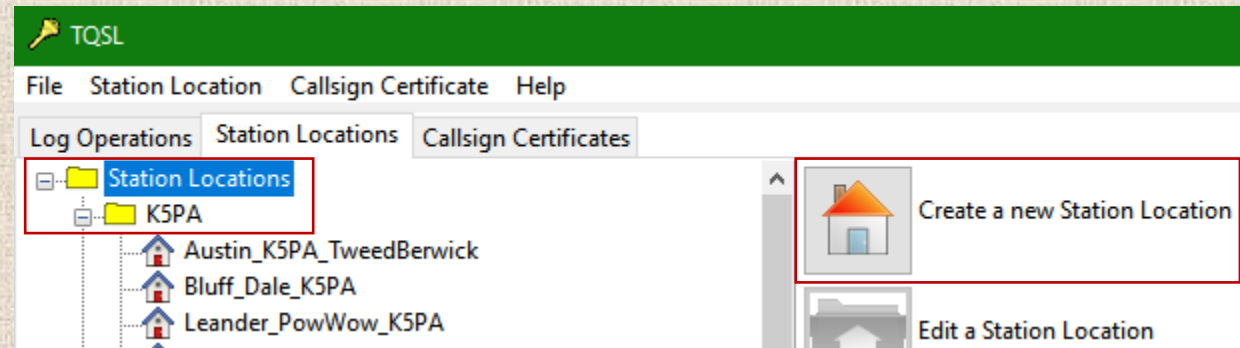 TQSL
File Station Location Callsign Certificate Help
Log Operations Station Locations Callsign Certificates
Station Locations
K5PA
Austin_K5PA_TweedBerwick
Bluff_Dale_K5PA
Leander_PowWow_K5PA
Create a new Station Location
Edit a Station Location